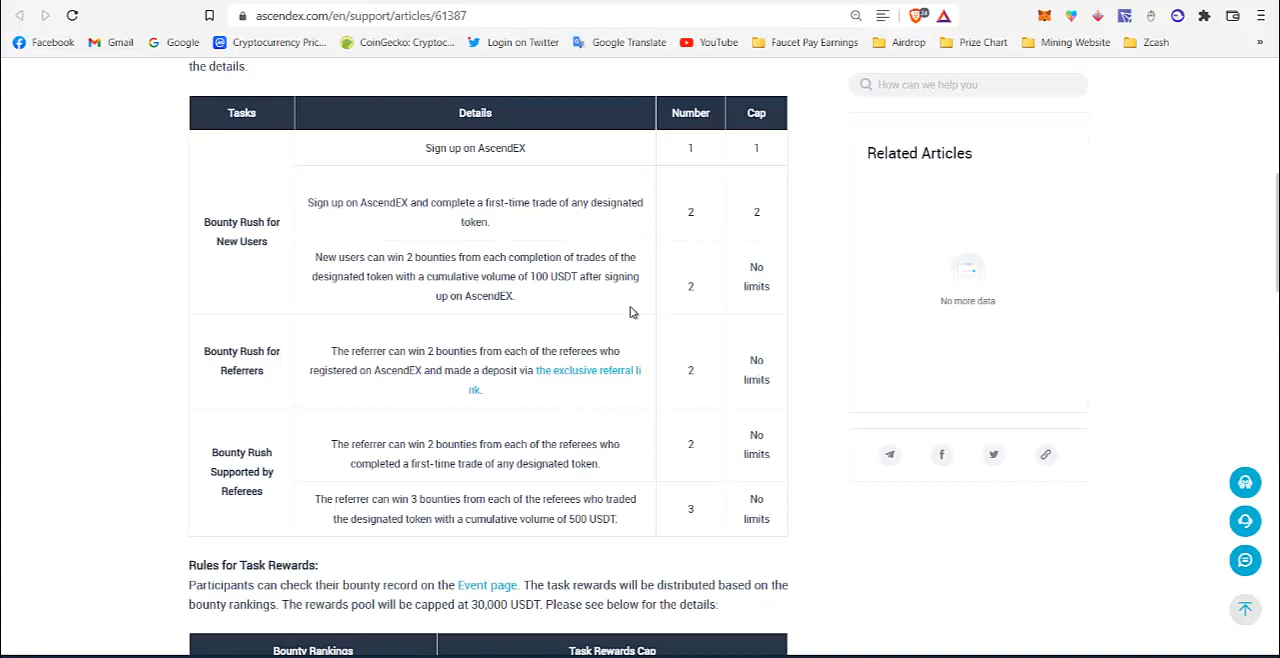 ascendex.com/en/support/articles/61387
24
Facebook
Gmail
Google
Cryptocurrency Pric...
CoinGecko: Cryptoc...
Login on Twitter
Google Translate
YouTube
Faucet Pay Earnings
Airdrop
Prize Chart
Mining Website
Zcash
»
the details.
How can we help you
Tasks
Details
Number
Cap
Related Articles
Sign up on AscendEX
1
1
Bounty Rush for
New Users
Sign up on AscendEX and complete a first-time trade of any designated
token.
2
2
New users can win 2 bounties from each completion of trades of the
designated token with a cumulative volume of 100 USDT after signing
up on AscendEX.
2
No
limits
No more data
Bounty Rush for
Referrers
The referrer can win 2 bounties from each of the referees who
registered on AscendEX and made a deposit via the exclusive referral li
nk.
2
No
limits
Bounty Rush
Supported by
Referees
The referrer can win 2 bounties from each of the referees who
completed a first-time trade of any designated token.
2
No
limits
The referrer can win 3 bounties from each of the referees who traded
the designated token with a cumulative volume of 500 USDT.
3
No
limits
Rules for Task Rewards:
Participants can check their bounty record on the Event page. The task rewards will be distributed based on the
bounty rankings. The rewards pool will be capped at 30,000 USDT. Please see below for the details:
Bounty Rankings
Task Rewards Cap